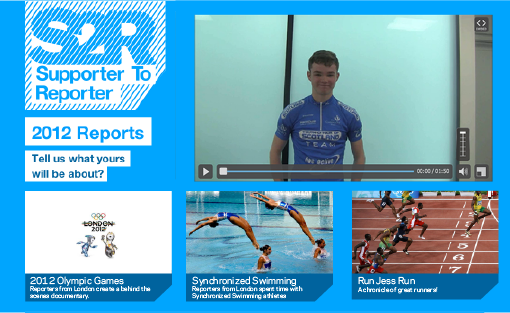 S2R
Supporter To
Reporter
2012 Reports
Tell us what yours
will be about?
SCOTLAND
TEAM
00:00 / 01:50
LONDON
2012
2012 Olympic Games
Reporters from London create a behind the
scenes documentary.
Synchronized Swimming
Reporters from London spent time with
Synchronized Swimming athletes
Run Jess Run
A chronicle of great runners!